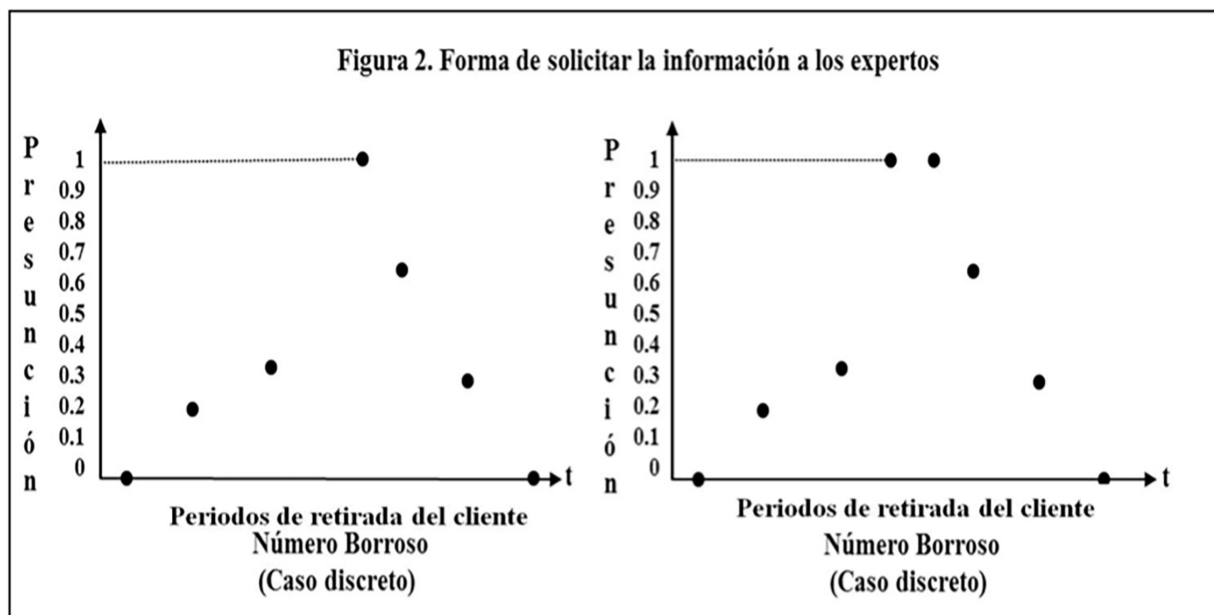 Figura 2. Forma de solicitar la información a los expertos
Presunción
1
0.9
0.8
0.7
0.6
0.5
0.4
0.3
0.2
0.1
0
t
Periodos de retirada del cliente
Número Borroso
(Caso discreto)
Presunción
1
0.9
0.8
0.7
0.6
0.5
0.4
0.3
0.2
0.1
0
t
Periodos de retirada del cliente
Número Borroso
(Caso discreto)